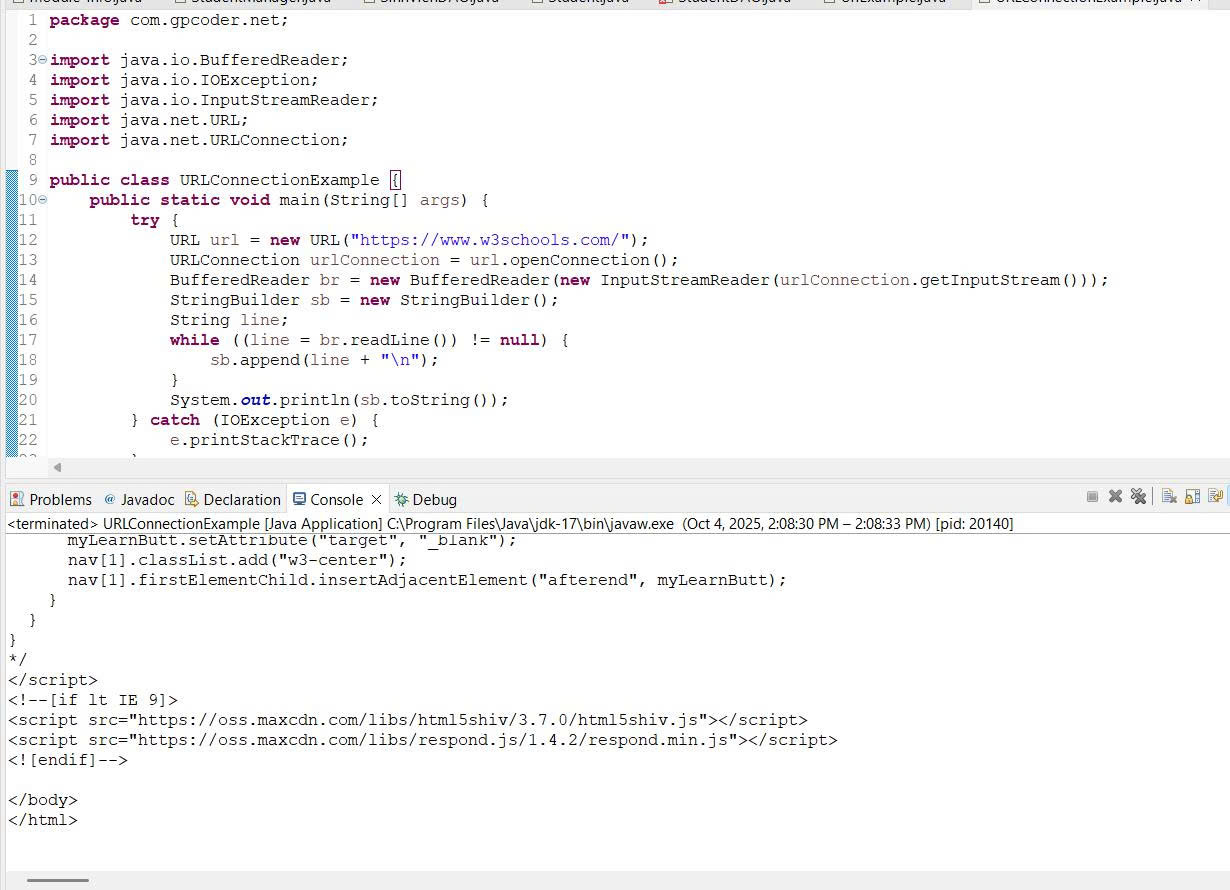 1 package com.gpcoder.net;
2
3 import java.io.BufferedReader;
4 import java.io.IOException;
5 import java.io.InputStreamReader;
6 import java.net.URL;
7 import java.net.URLConnection;
8
9 public class URLConnectionExample {
10     public static void main(String[] args) {
11         try {
12             URL url = new URL("https://www.w3schools.com/");
13             URLConnection urlConnection = url.openConnection();
14             BufferedReader br = new BufferedReader(new InputStreamReader(urlConnection.getInputStream()));
15             StringBuilder sb = new StringBuilder();
16             String line;
17             while ((line = br.readLine()) != null) {
18                 sb.append(line + "\n");
19             }
20             System.out.println(sb.toString());
21         } catch (IOException e) {
22             e.printStackTrace();
Problems @ Javadoc Declaration Console Debug
<terminated> URLConnectionExample [Java Application] C:\Program Files\Java\jdk-17\bin\javaw.exe (Oct 4, 2025, 2:08:30 PM – 2:08:33 PM) [pid: 20140]
      myLearnButt.setAttribute("target", "_blank");
      nav[1].classList.add("w3-center");
      nav[1].firstElementChild.insertAdjacentElement("afterend", myLearnButt);
    }
  }
}
*/
</script>
<!--[if lt IE 9]>
<script src="https://oss.maxcdn.com/libs/html5shiv/3.7.0/html5shiv.js"></script>
<script src="https://oss.maxcdn.com/libs/respond.js/1.4.2/respond.min.js"></script>
<![endif]-->

</body>
</html>